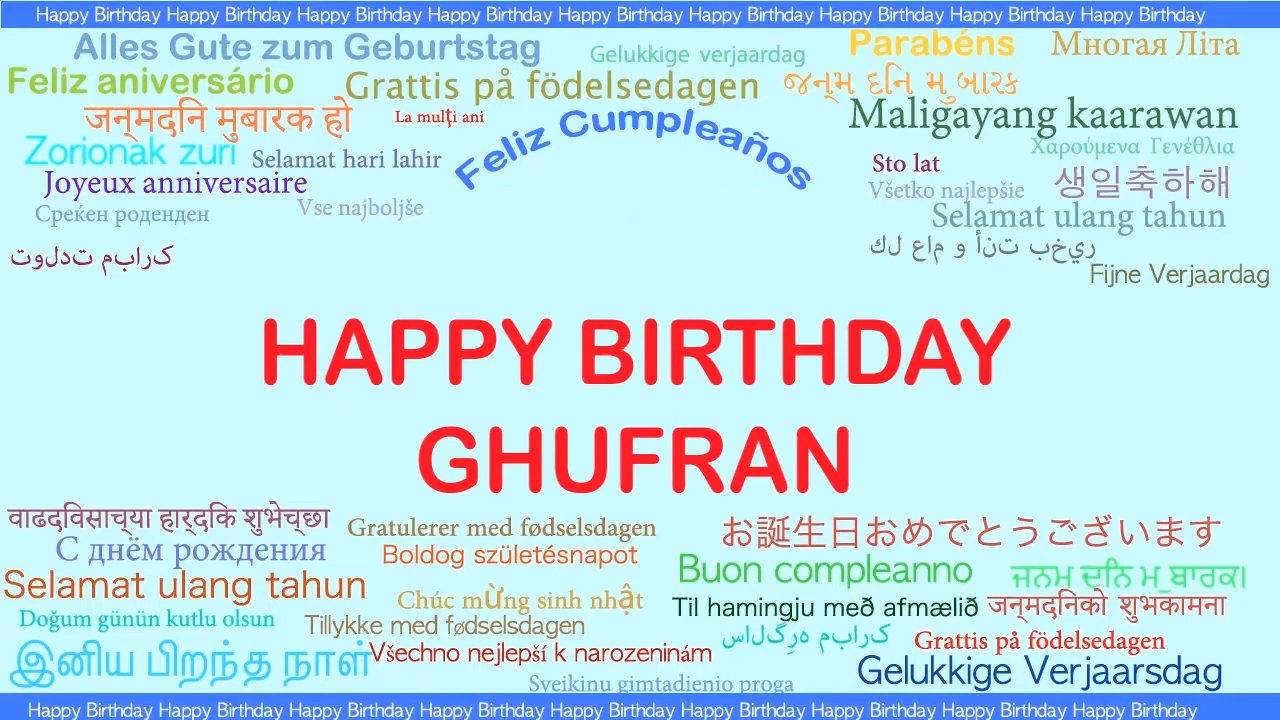 Happy Birthday Happy Birthday Happy Birthday Happy Birthday Happy Birthday Happy Birthday Happy Birthday Happy Birthday Happy Birthday
Alles Gute zum Geburtstag
Gelukkige verjaardag
Parabéns
Многая Літа
Feliz aniversário
Grattis på födelsedagen
જન્મ દિન મુબારક
जन्मदिन मुबारक हो
La mulţi ani
Feliz Cumpleaños
Maligayang kaarawan
Zorionak zuri
Selamat hari lahir
Χαρούμενα Γενέθλια
Sto lat
Joyeux anniversaire
Všetko najlepšie
생일축하해
Среќен роденден
Vse najboljše
Selamat ulang tahun
تولدت مبارک
كل عام و أنت بخير
Fijne Verjaardag
HAPPY BIRTHDAY
GHUFRAN
वाढदिवसाच्या हार्दिक शुभेच्छा
Gratulerer med fødselsdagen
お誕生日おめでとうございます
С днём рождения
Boldog születésnapot
Buon compleanno
ਜਨਮ ਦਿਨ ਮੁਬਾਰਕ।
Selamat ulang tahun
Chúc mừng sinh nhật
Til hamingju með afmælið
जन्मदिनको शुभकामना
Doğum günün kutlu olsun
Tillykke med fødselsdagen
سالگرہ مبارک
Grattis på födelsedagen
இனிய பிறந்த நாள்
Všechno nejlepší k narozeninám
Gelukkige Verjaarsdag
Sveikinu gimtadienio proga
Happy Birthday Happy Birthday Happy Birthday Happy Birthday Happy Birthday Happy Birthday Happy Birthday Happy Birthday Happy Birthday